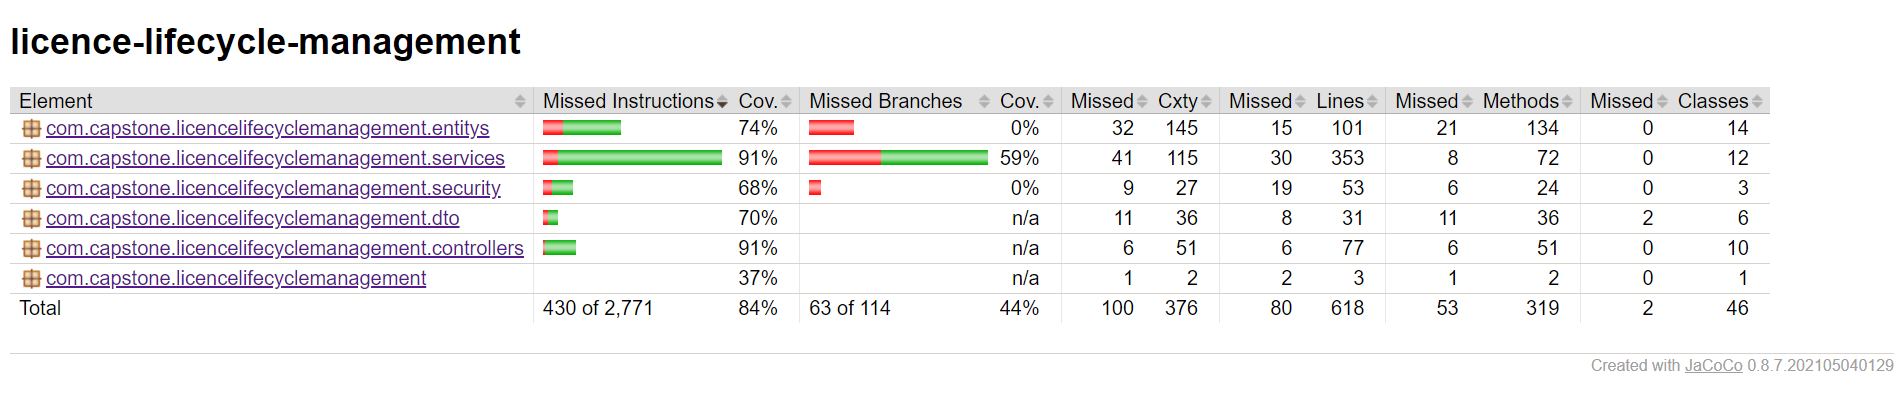 licence-lifecycle-management
Element Missed Instructions Cov. Missed Branches Cov. Missed Cxty Missed Lines Missed Methods Missed Classes
com.capstone.licencelifecyclemanagement.entitys 74% 0% 32 145 15 101 21 134 0 14
com.capstone.licencelifecyclemanagement.services 91% 59% 41 115 30 353 8 72 0 12
com.capstone.licencelifecyclemanagement.security 68% 0% 9 27 19 53 6 24 0 3
com.capstone.licencelifecyclemanagement.dto 70% n/a 11 36 8 31 11 36 2 6
com.capstone.licencelifecyclemanagement.controllers 91% n/a 6 51 6 77 6 51 0 10
com.capstone.licencelifecyclemanagement 37% n/a 1 2 2 3 1 2 0 1
Total 430 of 2,771 84% 63 of 114 44% 100 376 80 618 53 319 2 46
Created with JaCoCo 0.8.7.202105040129